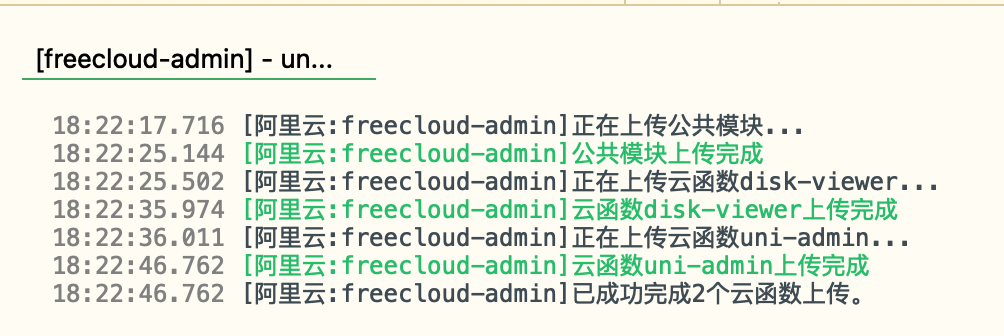 [freecloud-admin] - un...
18:22:17.716 [阿里云:freecloud-admin]正在上传公共模块...
18:22:25.144 [阿里云:freecloud-admin]公共模块上传完成
18:22:25.502 [阿里云:freecloud-admin]正在上传云函数disk-viewer...
18:22:35.974 [阿里云:freecloud-admin]云函数disk-viewer上传完成
18:22:36.011 [阿里云:freecloud-admin]正在上传云函数uni-admin...
18:22:46.762 [阿里云:freecloud-admin]云函数uni-admin上传完成
18:22:46.762 [阿里云:freecloud-admin]已成功完成2个云函数上传。